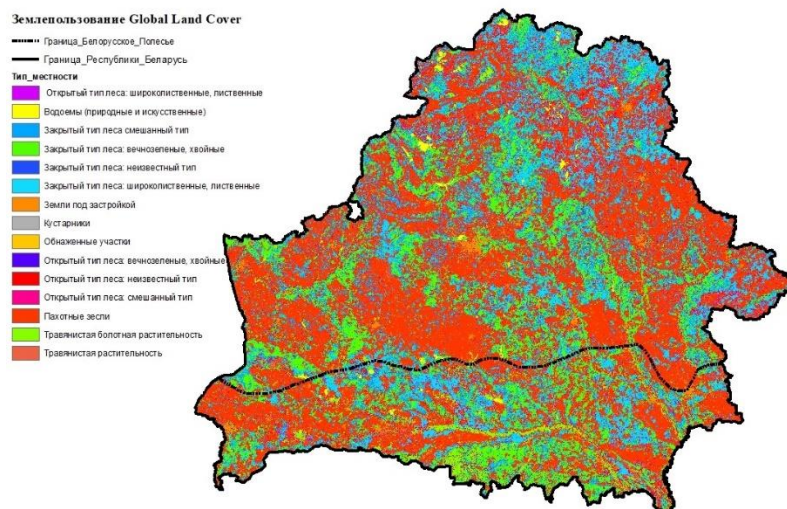 Землепользование Global Land Cover
Граница_Белорусское_Полесье
Граница_Республики_Беларусь
Тип_местности
Открытый тип леса: широколиственные, лиственные
Водоемы (природные и искусственные)
Закрытый тип леса смешанный тип
Закрытый тип леса: вечнозеленые, хвойные
Закрытый тип леса: неизвестный тип
Закрытый тип леса: широколиственные, лиственные
Земли под застройкой
Кустарники
Обнаженные участки
Открытый тип леса: вечнозеленые, хвойные
Открытый тип леса: неизвестный тип
Открытый тип леса: смешанный тип
Пахотные зесли
Травянистая болотная растительность
Травянистая растительность